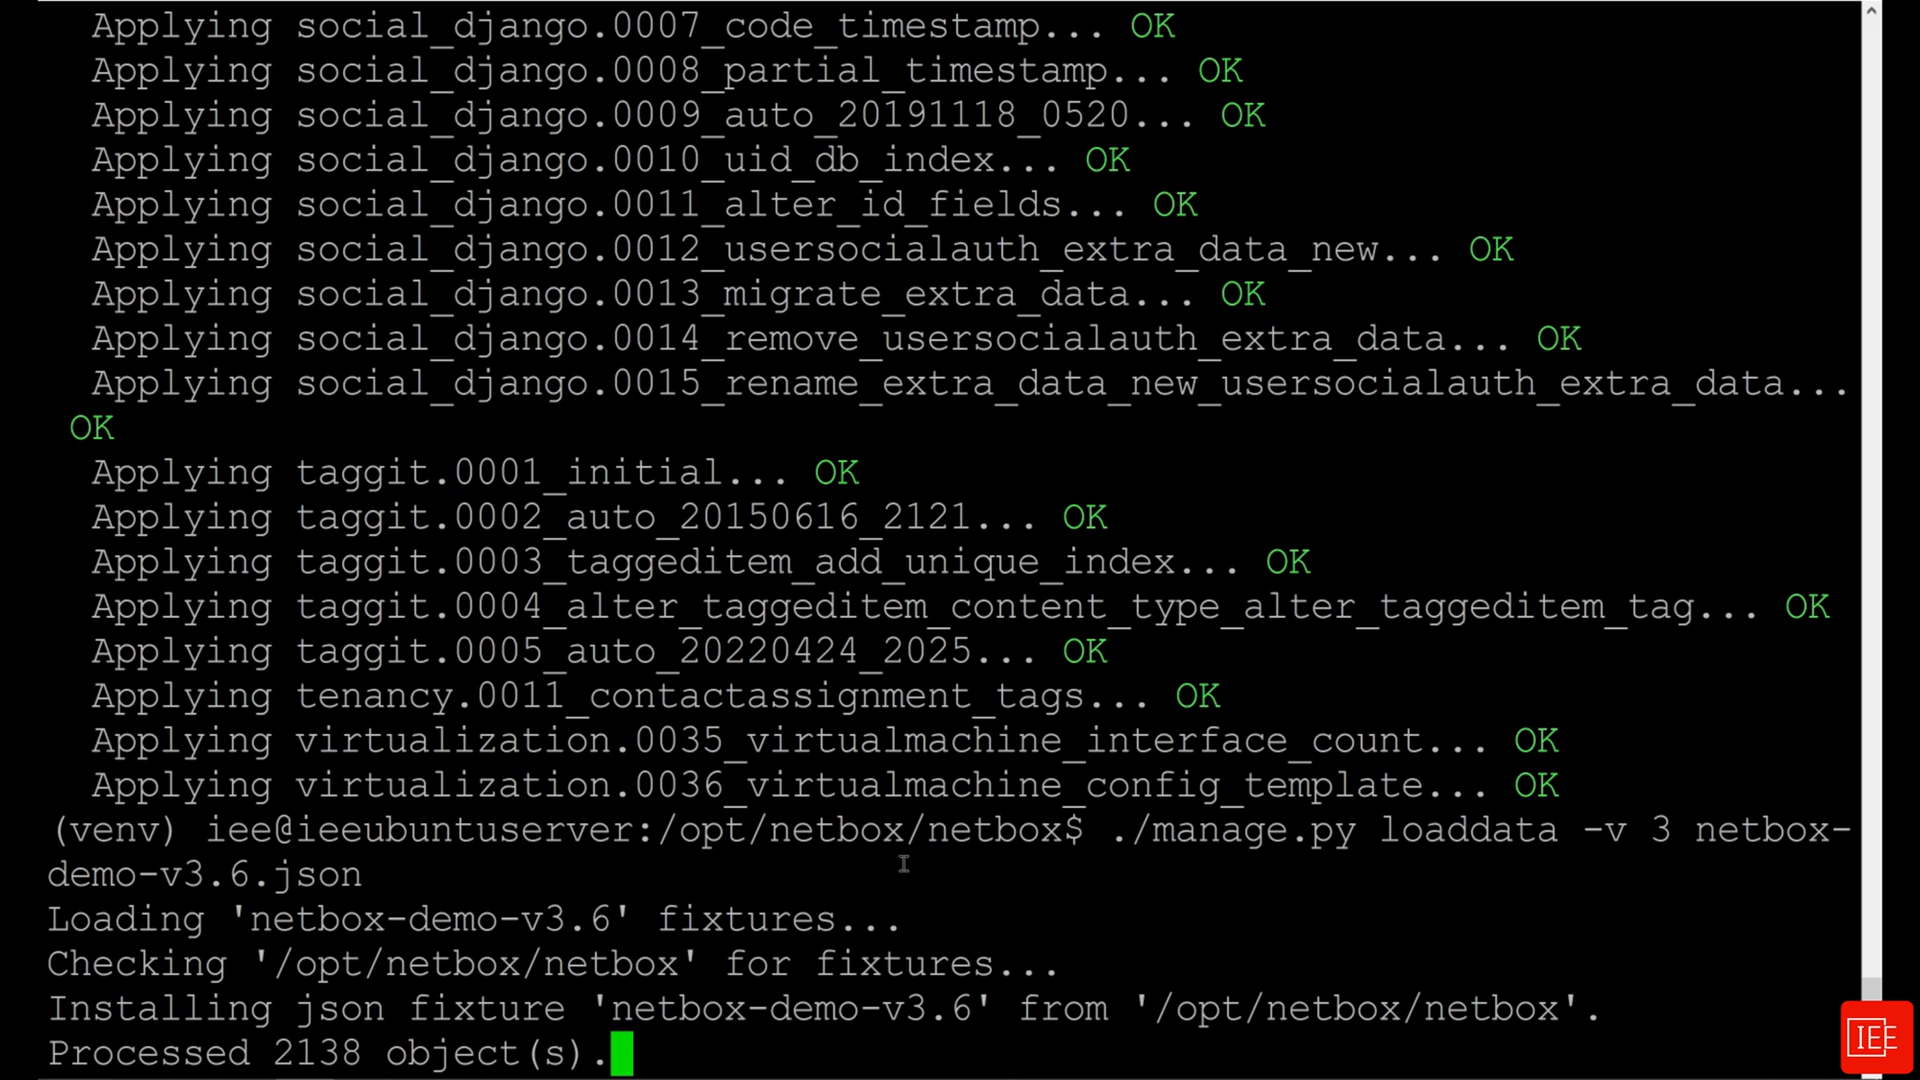 Applying social_django.0007_code_timestamp... OK
Applying social_django.0008_partial_timestamp... OK
Applying social_django.0009_auto_20191118_0520... OK
Applying social_django.0010_uid_db_index... OK
Applying social_django.0011_alter_id_fields... OK
Applying social_django.0012_usersocialauth_extra_data_new... OK
Applying social_django.0013_migrate_extra_data... OK
Applying social_django.0014_remove_usersocialauth_extra_data... OK
Applying social_django.0015_rename_extra_data_new_usersocialauth_extra_data...
OK
Applying taggit.0001_initial... OK
Applying taggit.0002_auto_20150616_2121... OK
Applying taggit.0003_taggeditem_add_unique_index... OK
Applying taggit.0004_alter_taggeditem_content_type_alter_taggeditem_tag... OK
Applying taggit.0005_auto_20220424_2025... OK
Applying tenancy.0011_contactassignment_tags... OK
Applying virtualization.0035_virtualmachine_interface_count... OK
Applying virtualization.0036_virtualmachine_config_template... OK
(venv) iee@ieeubuntuserver:/opt/netbox/netbox$ ./manage.py loaddata -v 3 netbox-
demo-v3.6.json
Loading 'netbox-demo-v3.6' fixtures...
Checking '/opt/netbox/netbox' for fixtures...
Installing json fixture 'netbox-demo-v3.6' from '/opt/netbox/netbox'.
Processed 2138 object(s).
IEE